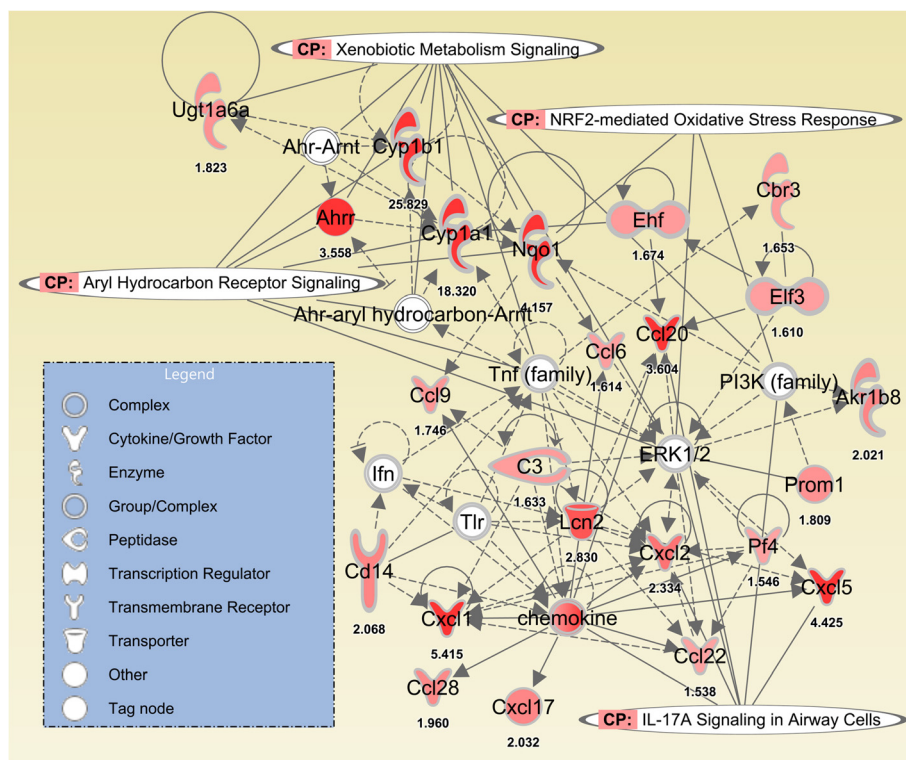 CP: Xenobiotic Metabolism Signaling
Ugt1a6a
1.823
CP: NRF2-mediated Oxidative Stress Response
Ahr-Arnt
Cyp1b1
25.829
Cbr3
1.653
Ahrr
3.558
Cyp1a1
18.320
Nqo1
4.157
Ehf
1.674
CP: Aryl Hydrocarbon Receptor Signaling
Elf3
1.610
Ahr-aryl hydrocarbon-Arnt
Ccl6
1.614
Ccl20
3.604
Legend
Complex
Cytokine/Growth Factor
Enzyme
Group/Complex
Peptidase
Transcription Regulator
Transmembrane Receptor
Transporter
Other
Tag node
Tnf (family)
PI3K (family)
Akr1b8
2.021
Ccl9
1.746
ERK1/2
Ifn
C3
1.633
Prom1
1.809
Tlr
Lcn2
2.830
Cxcl2
2.334
Pf4
1.546
Cd14
2.068
Cxcl5
4.425
Cxcl1
5.415
chemokine
Ccl22
1.538
Ccl28
1.960
Cxcl17
2.032
CP: IL-17A Signaling in Airway Cells